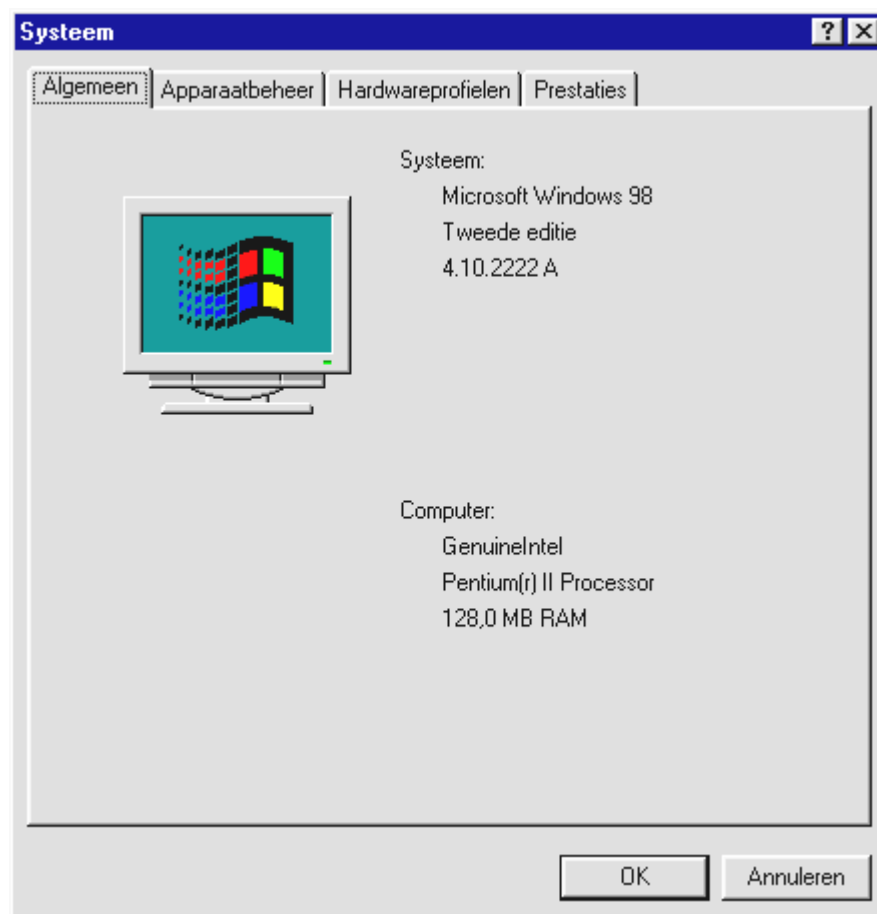 Systeem
Algemeen Apparaatbeheer Hardwareprofielen Prestaties
Systeem:
Microsoft Windows 98
Tweede editie
4.10.2222 A
Computer:
GenuineIntel
Pentium(r) II Processor
128,0 MB RAM
OK Annuleren